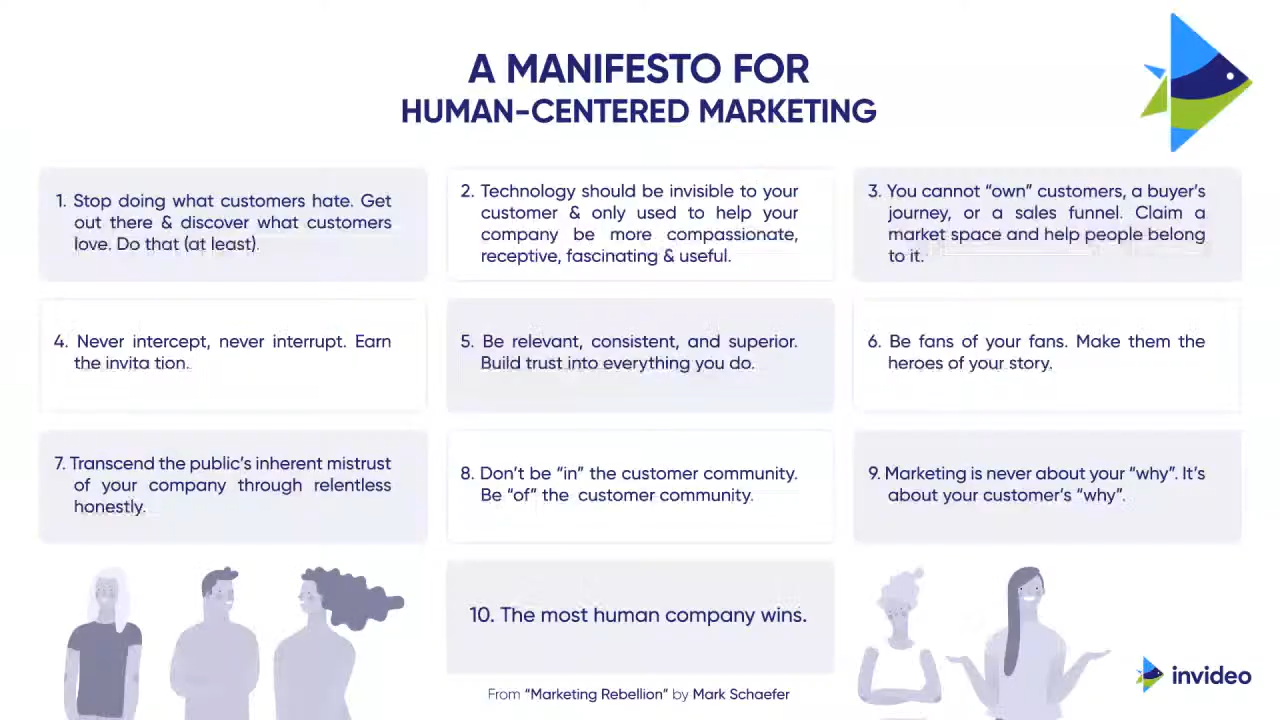 A MANIFESTO FOR
HUMAN-CENTERED MARKETING
1. Stop doing what customers hate. Get
out there & discover what customers
love. Do that (at least).
2. Technology should be invisible to your
customer & only used to help your
company be more compassionate,
receptive, fascinating & useful.
3. You cannot “own” customers, a buyer’s
journey, or a sales funnel. Claim a
market space and help people belong
to it.
4. Never intercept, never interrupt. Earn
the invita tion.
5. Be relevant, consistent, and superior.
Build trust into everything you do.
6. Be fans of your fans. Make them the
heroes of your story.
7. Transcend the public’s inherent mistrust
of your company through relentless
honestly.
8. Don’t be “in” the customer community.
Be “of” the customer community.
9. Marketing is never about your “why”. It’s
about your customer’s “why”.
10. The most human company wins.
From “Marketing Rebellion” by Mark Schaefer
invideo